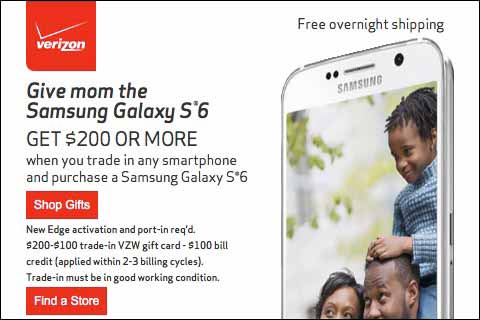 Free overnight shipping
verizon
Give mom the
Samsung Galaxy S®6
GET $200 OR MORE
when you trade in any smartphone
and purchase a Samsung Galaxy S®6
Shop Gifts
New Edge activation and port-in req'd.
$200-$100 trade-in VZW gift card - $100 bill
credit (applied within 2-3 billing cycles).
Trade-in must be in good working condition.
Find a Store
SAMSUNG